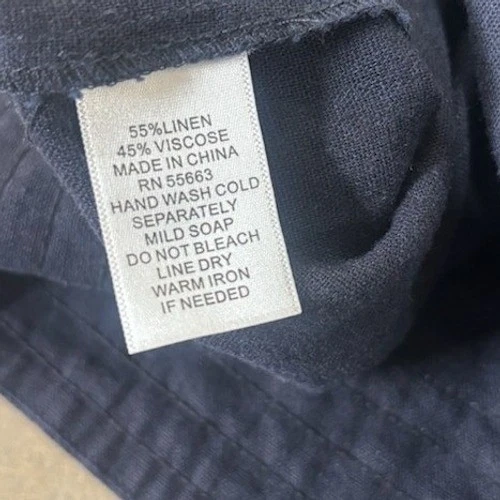 55%LINEN
45% VISCOSE
MADE IN CHINA
RN 55663
HAND WASH COLD
SEPARATELY
MILD SOAP
DO NOT BLEACH
LINE DRY
WARM IRON
IF NEEDED